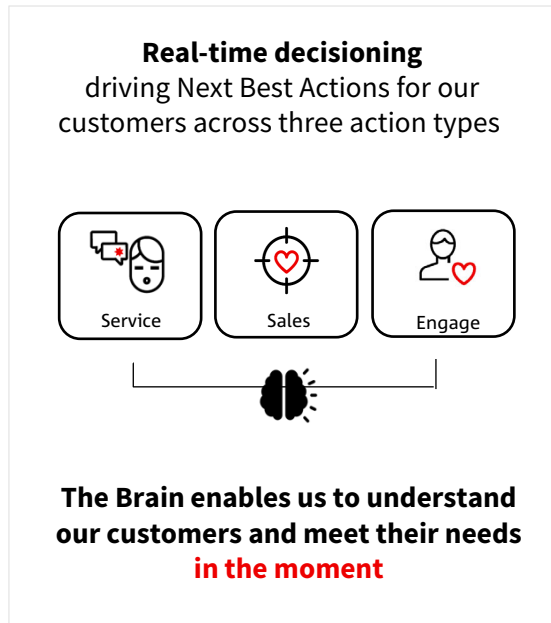 Real-time decisioning
driving Next Best Actions for our
customers across three action types
Service
Sales
Engage
The Brain enables us to understand
our customers and meet their needs
in the moment